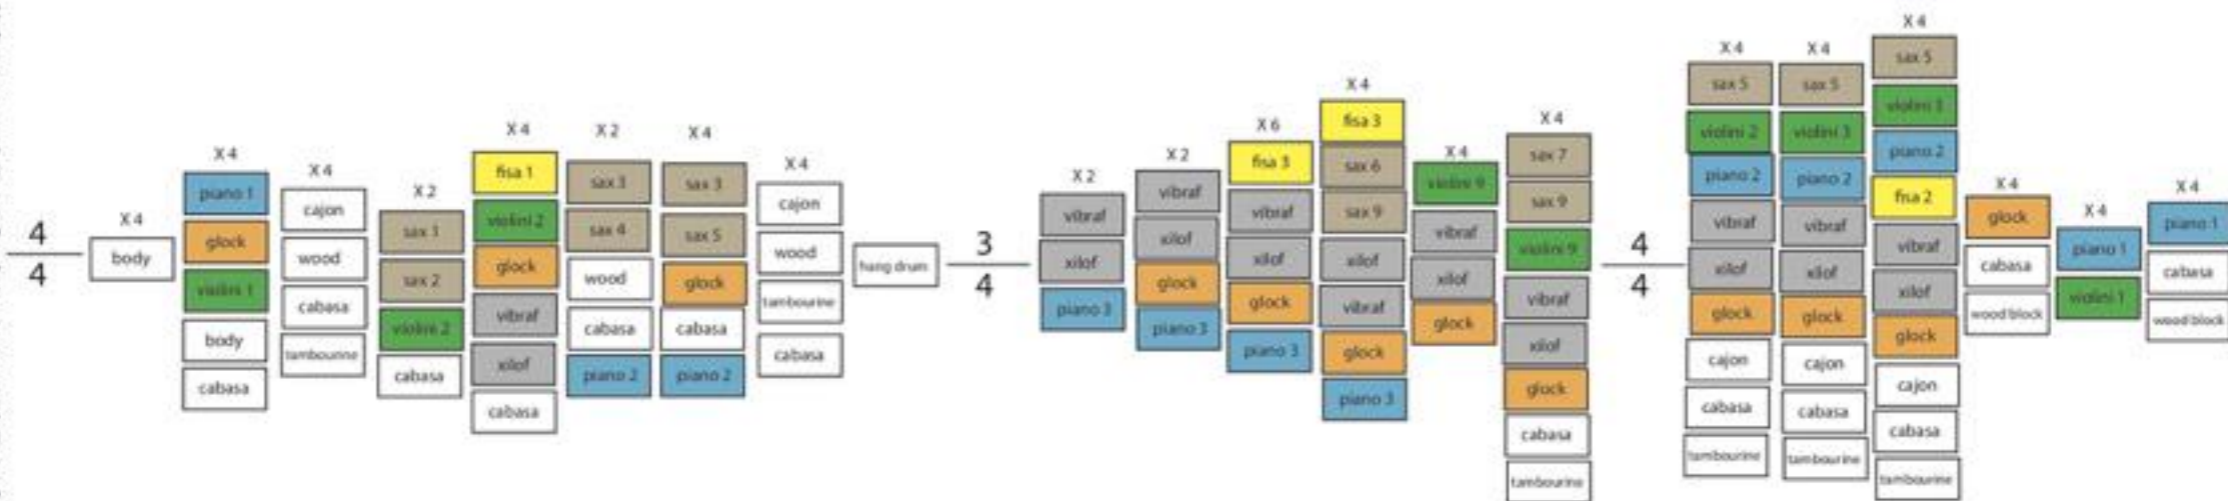 4
4
X 4
body
X 4
piano 1
glock
violini 1
body
cabasa
X 4
cajon
wood
cabasa
tambourine
X 2
sax 1
sax 2
violini 2
cabasa
X 4
fisa 1
violini 2
glock
vibraf
xilof
cabasa
X 2
sax 3
sax 4
wood
cabasa
piano 2
X 4
sax 3
sax 5
glock
cabasa
piano 2
X 4
cajon
wood
tambourine
cabasa
hang drum
3
4
X 2
vibraf
xilof
piano 3
X 2
vibraf
xilof
glock
piano 3
X 6
fisa 3
vibraf
xilof
glock
piano 3
X 4
fisa 3
sax 6
sax 9
xilof
vibraf
glock
piano 3
X 4
violini 9
vibraf
xilof
glock
X 4
sax 7
sax 9
violini 9
vibraf
xilof
glock
cabasa
tambourine
4
4
X 4
sax 5
violini 2
piano 2
vibraf
xilof
glock
cajon
cabasa
tambourine
X 4
sax 5
violini 3
piano 2
vibraf
xilof
glock
cajon
cabasa
tambourine
X 4
sax 5
violini 3
piano 2
fisa 2
vibraf
xilof
glock
cajon
cabasa
tambourine
X 4
glock
cabasa
wood block
X 4
piano 1
violini 1
X 4
piano 1
cabasa
wood block